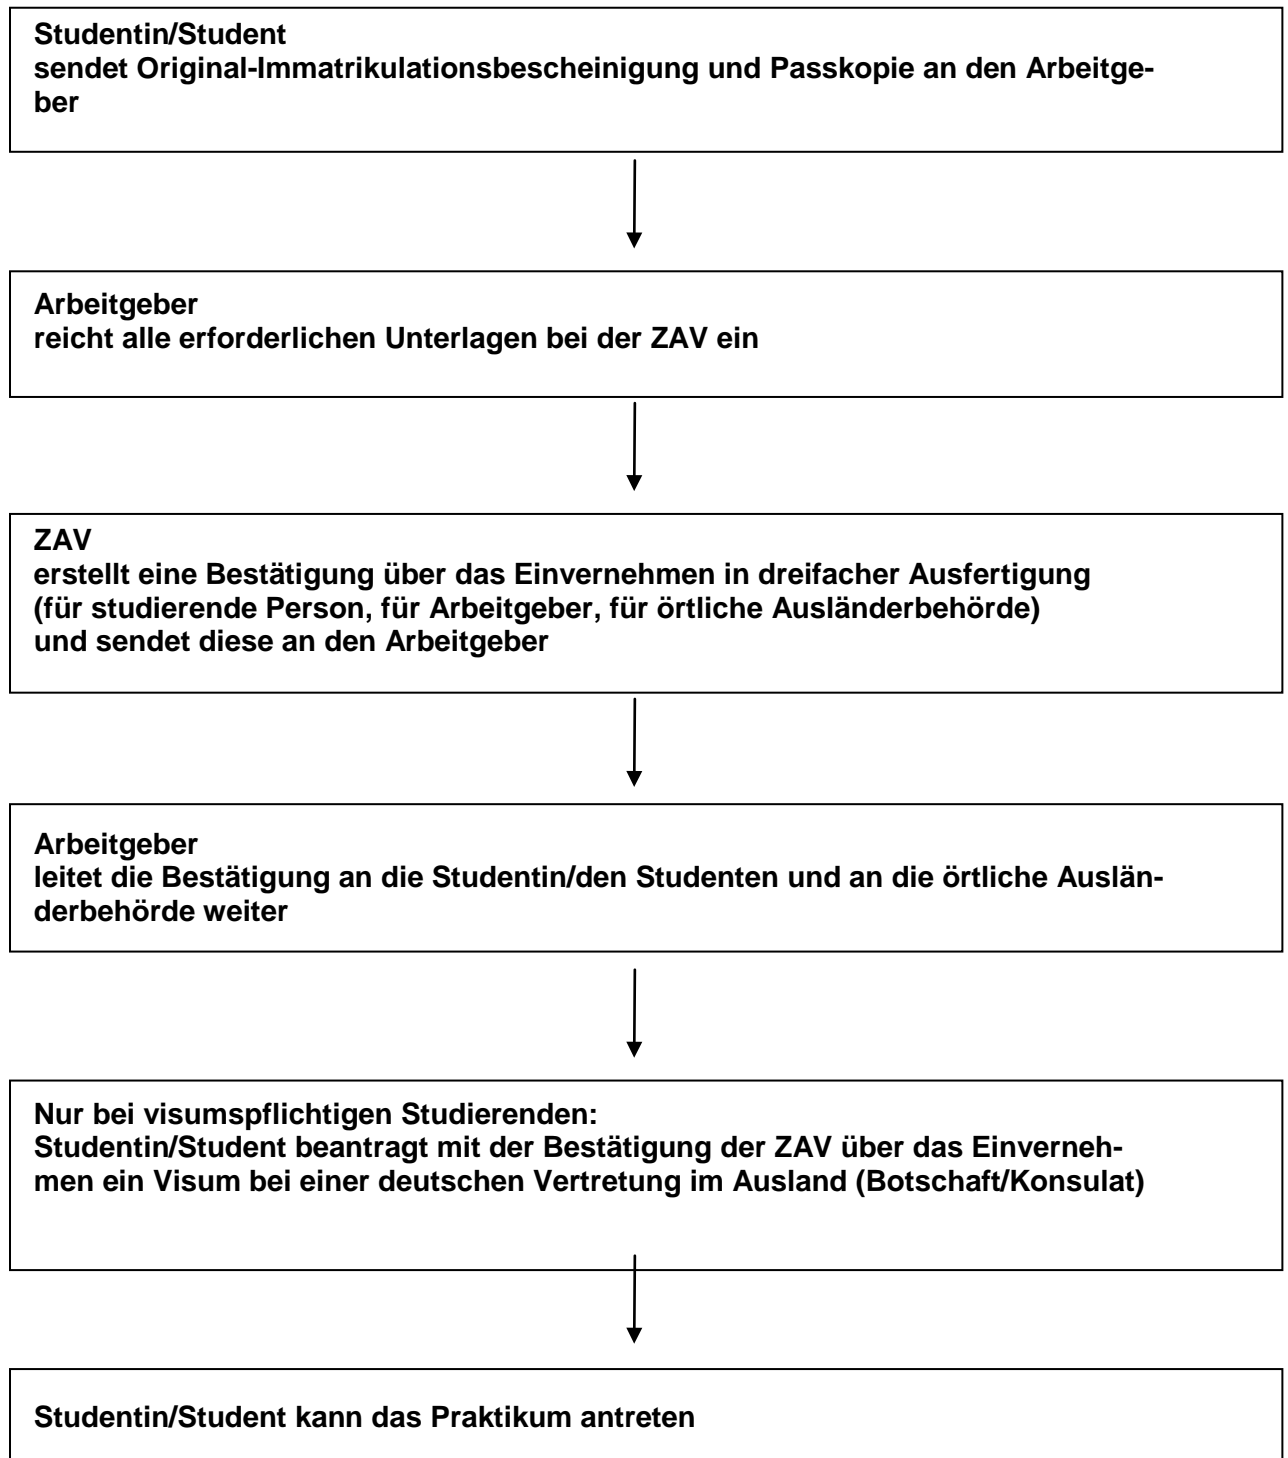 Studentin/Student
sendet Original-Immatrikulationsbescheinigung und Passkopie an den Arbeitge-
ber
Arbeitgeber
reicht alle erforderlichen Unterlagen bei der ZAV ein
ZAV
erstellt eine Bestätigung über das Einvernehmen in dreifacher Ausfertigung
(für studierende Person, für Arbeitgeber, für örtliche Ausländerbehörde)
und sendet diese an den Arbeitgeber
Arbeitgeber
leitet die Bestätigung an die Studentin/den Studenten und an die örtliche Auslän-
derbehörde weiter
Nur bei visumspflichtigen Studierenden:
Studentin/Student beantragt mit der Bestätigung der ZAV über das Einverneh-
men ein Visum bei einer deutschen Vertretung im Ausland (Botschaft/Konsulat)
Studentin/Student kann das Praktikum antreten